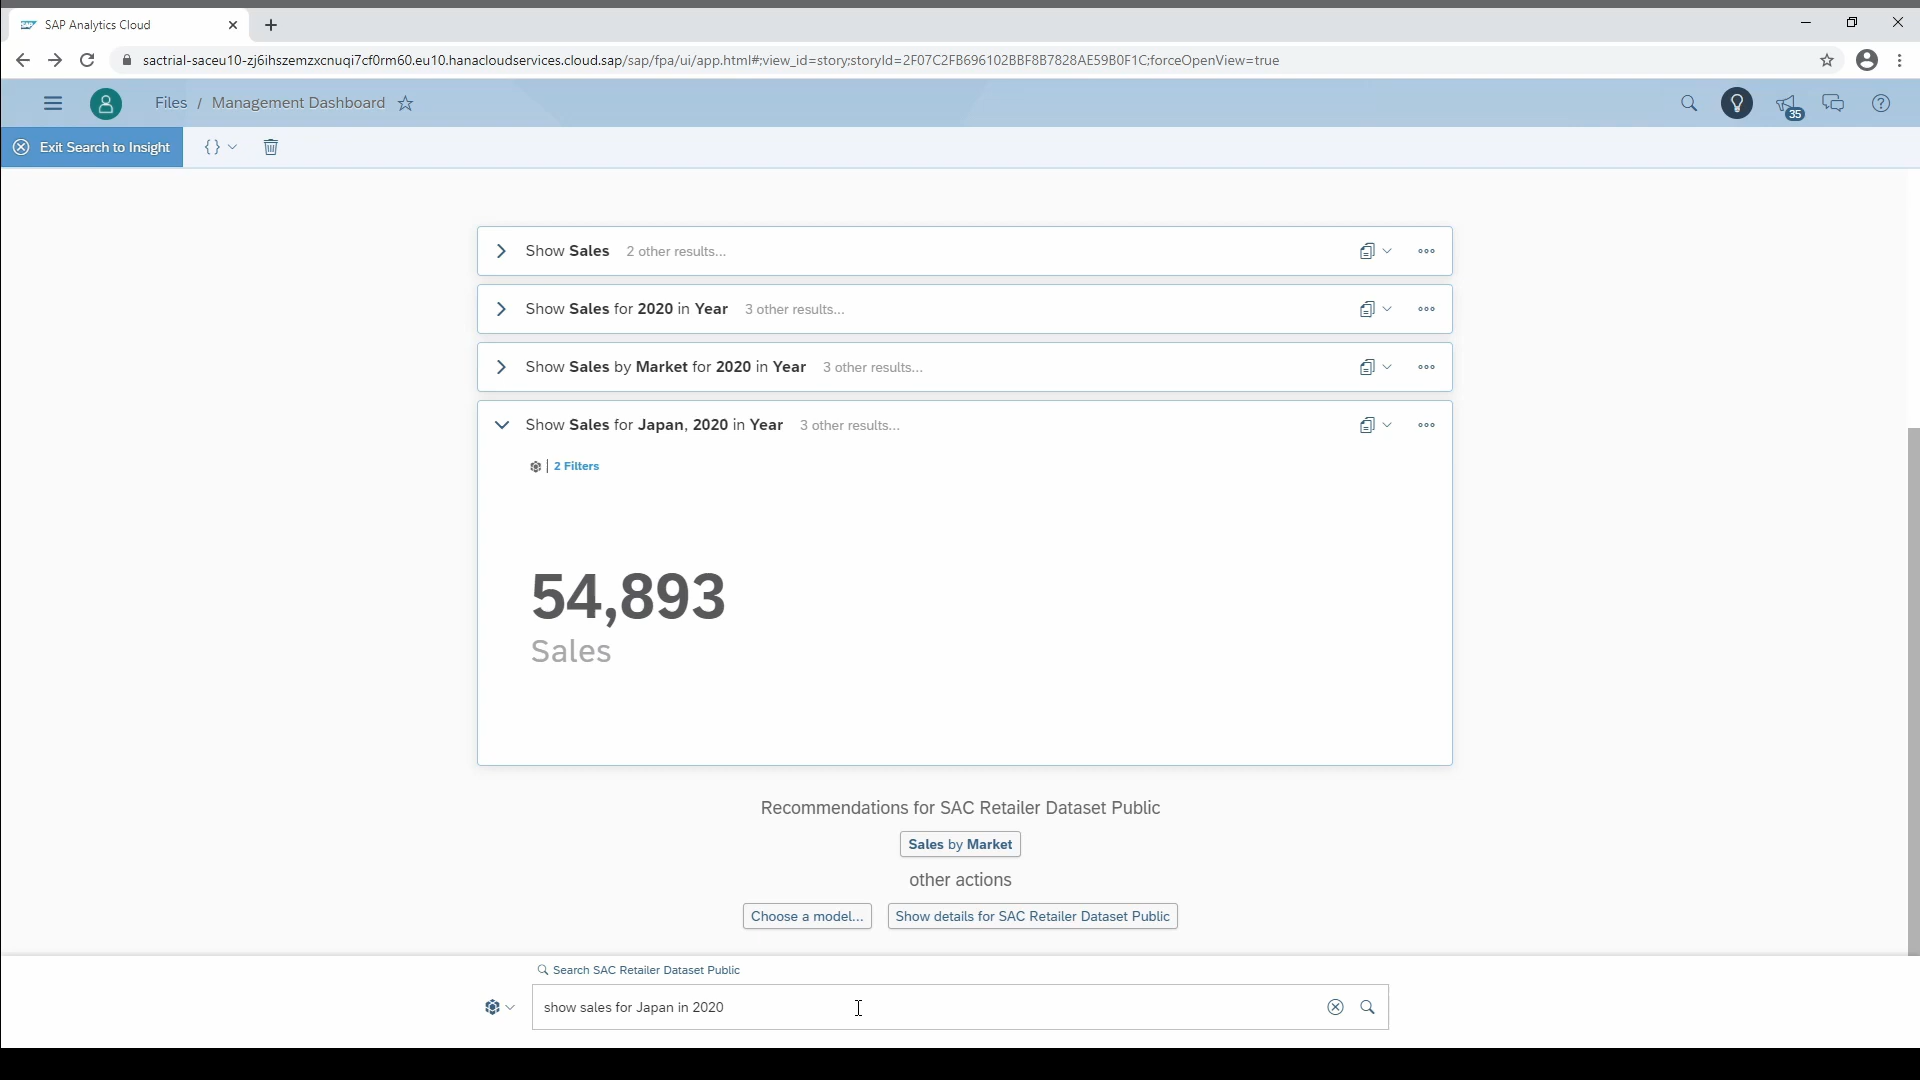 SAP Analytics Cloud
sactrial-saceu10-zj6ihszemzxcnuqi7cf0rm60.eu10.hanacloudservices.cloud.sap/sap/fpa/ui/app.html#;view_id=story;storyId=2F07C2FB696102BBF8B7828AE59B0F1C;forceOpenView=true
Files / Management Dashboard
35
Exit Search to Insight
Show Sales 2 other results...
Show Sales for 2020 in Year 3 other results...
Show Sales by Market for 2020 in Year 3 other results...
Show Sales for Japan, 2020 in Year 3 other results...
2 Filters
54,893
Sales
Recommendations for SAC Retailer Dataset Public
Sales by Market
other actions
Choose a model... Show details for SAC Retailer Dataset Public
Search SAC Retailer Dataset Public
show sales for Japan in 2020